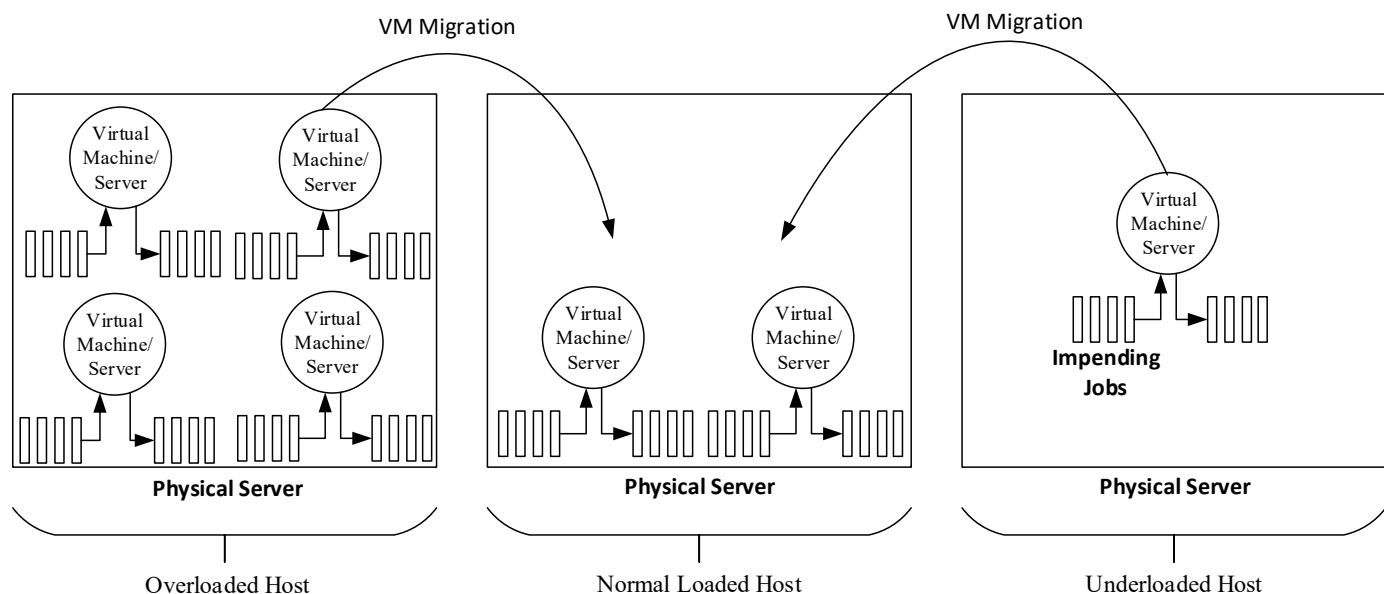 VM Migration
VM Migration
Virtual
Machine/
Server
Virtual
Machine/
Server
Virtual
Machine/
Server
Virtual
Machine/
Server
Virtual
Machine/
Server
Virtual
Machine/
Server
Virtual
Machine/
Server
Impending
Jobs
Physical Server
Physical Server
Physical Server
Overloaded Host
Normal Loaded Host
Underloaded Host